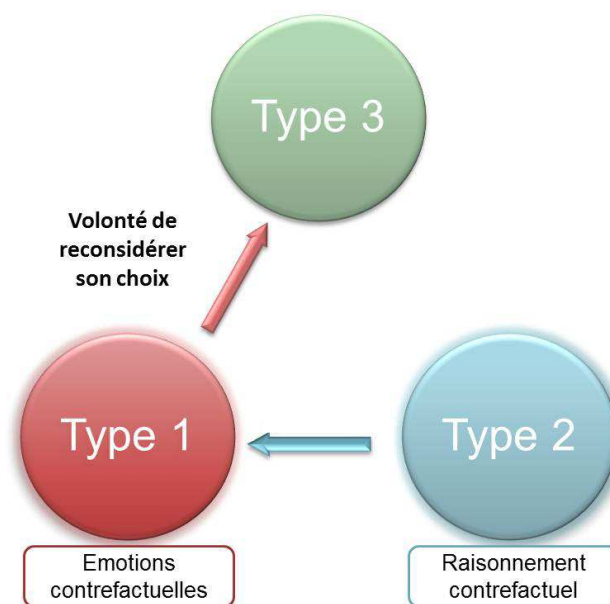 Type 3
Volonté de
reconsidérer
son choix
Type 1
Type 2
Emotions
contrefactuelles
Raisonnement
contrefactuel